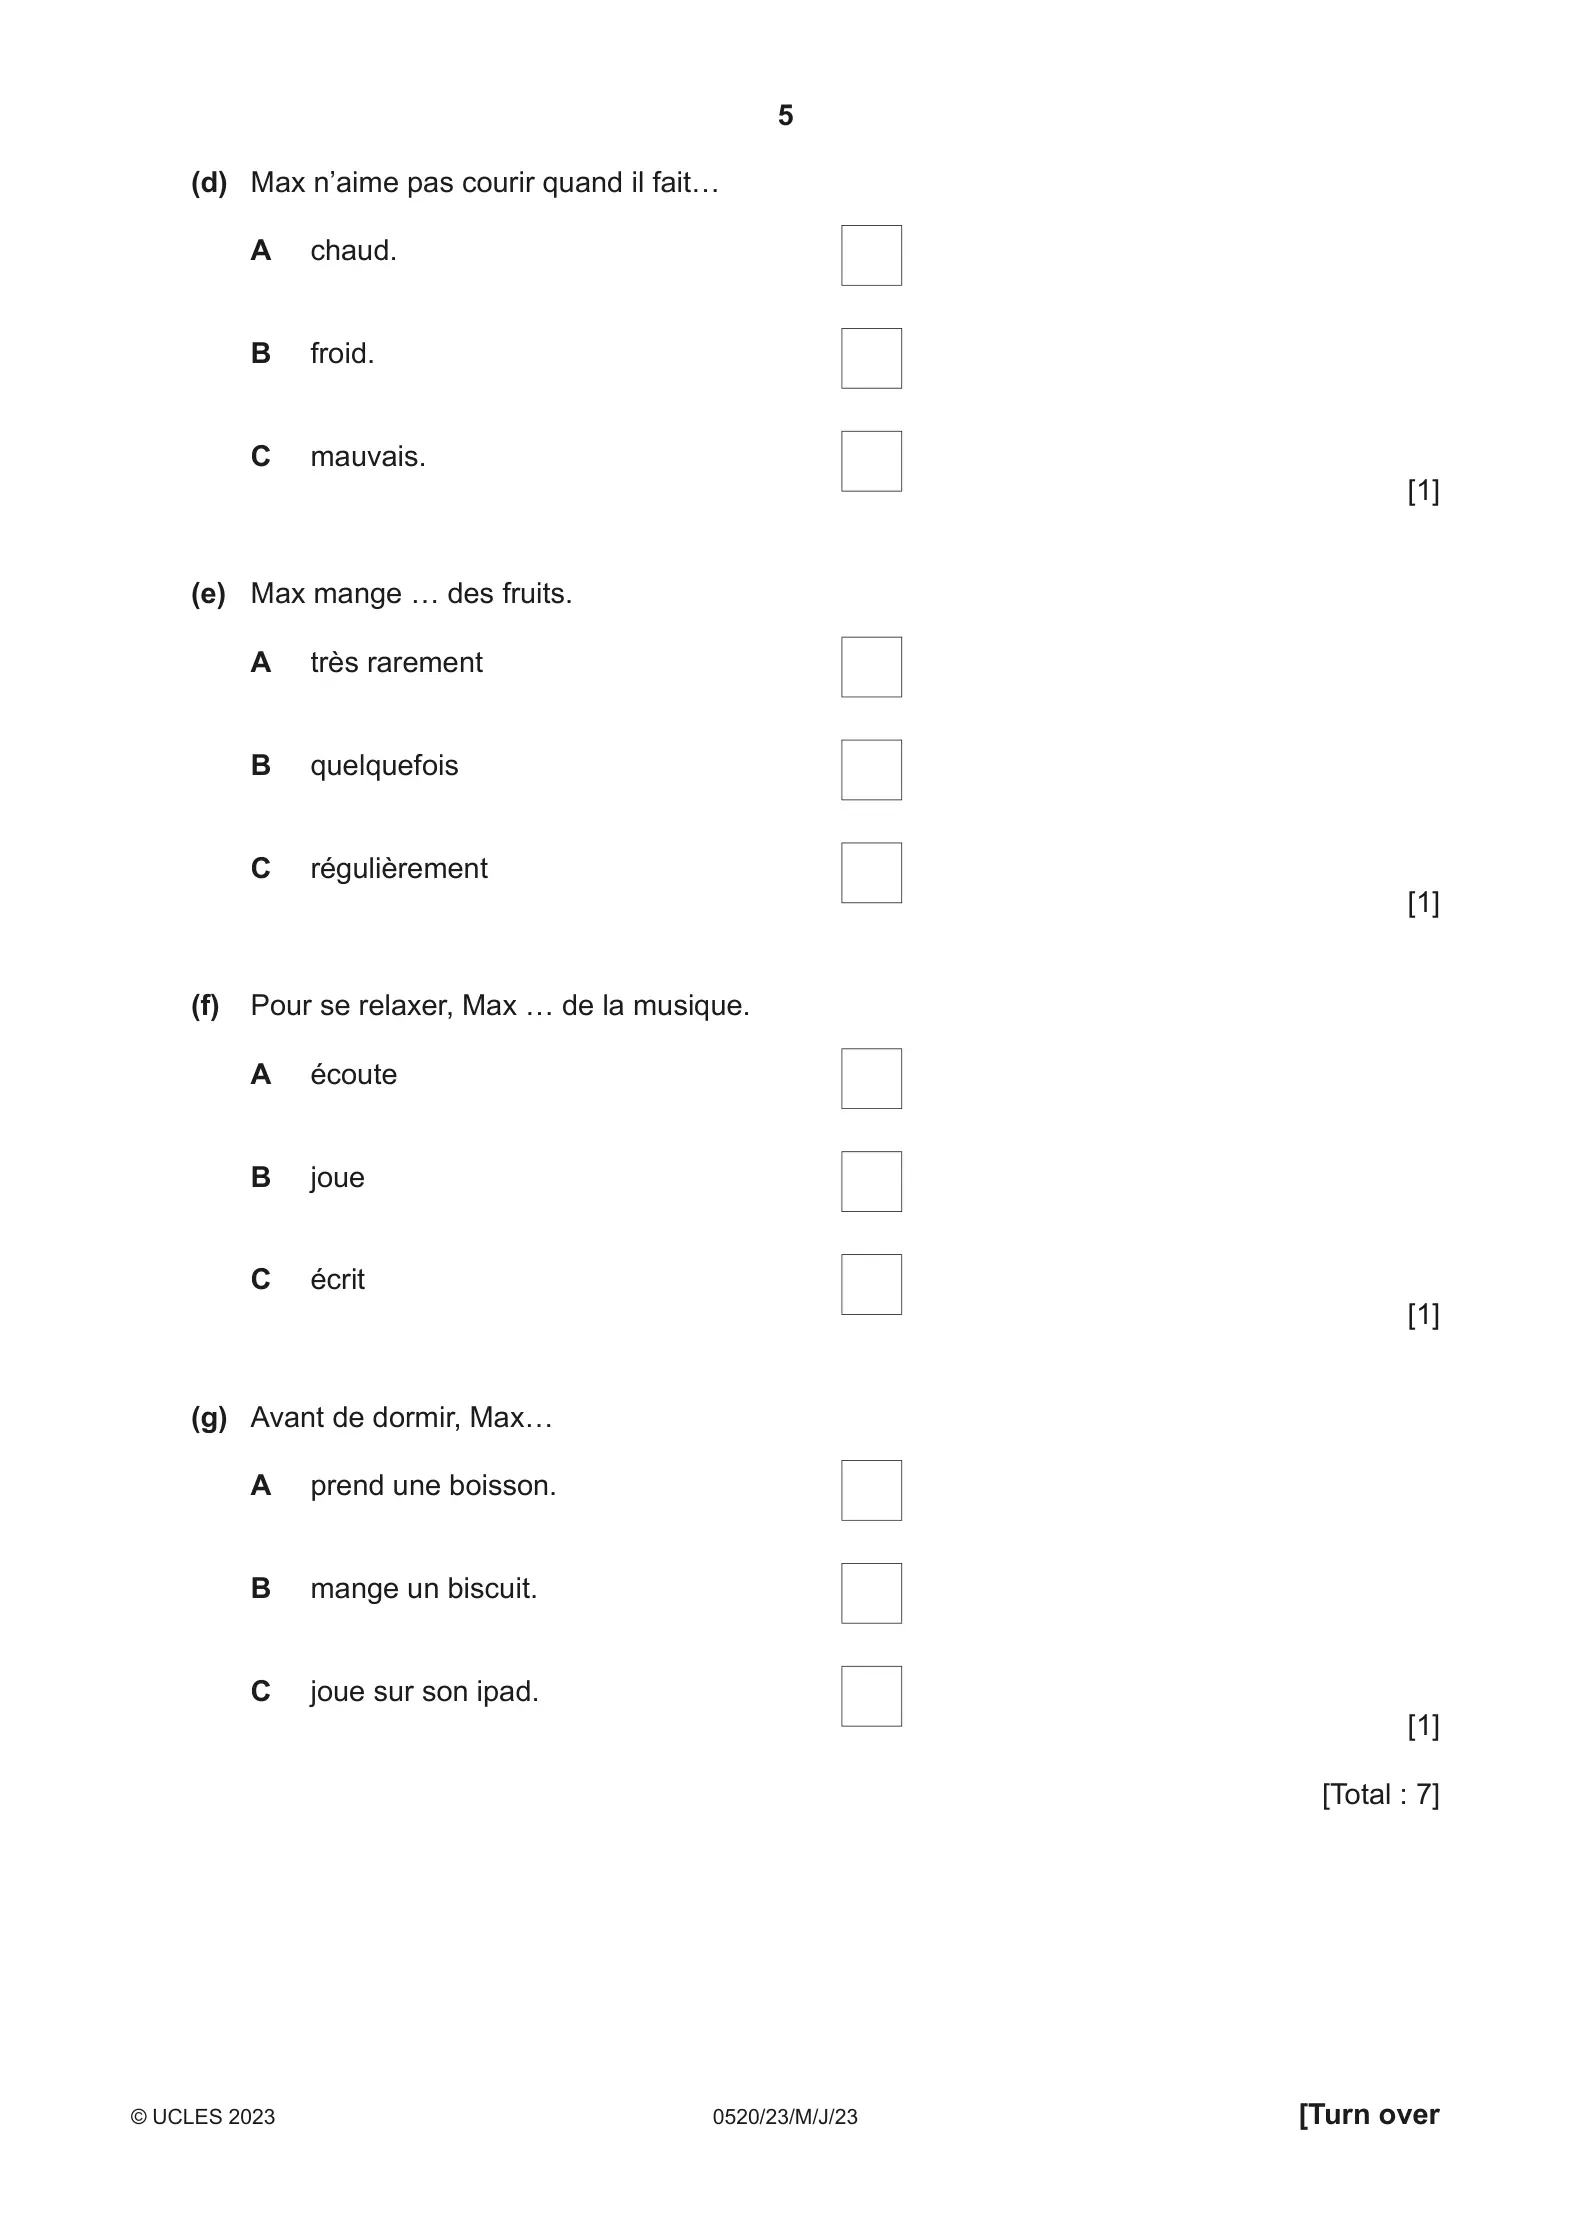 5
(d) Max n’aime pas courir quand il fait…
A chaud.
B froid.
C mauvais.
[1]
(e) Max mange … des fruits.
A très rarement
B quelquefois
C régulièrement
[1]
(f) Pour se relaxer, Max … de la musique.
A écoute
B joue
C écrit
[1]
(g) Avant de dormir, Max…
A prend une boisson.
B mange un biscuit.
C joue sur son ipad.
[1]
[Total : 7]
© UCLES 2023 0520/23/M/J/23 [Turn over